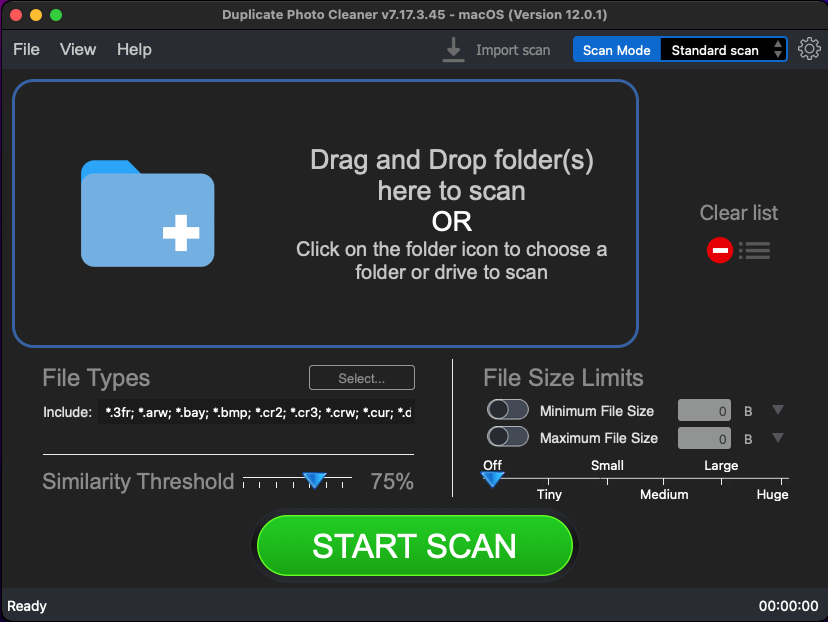 Duplicate Photo Cleaner v7.17.3.45 - macOS (Version 12.0.1)
File View Help Import scan Scan Mode Standard scan
Drag and Drop folder(s)
here to scan
OR
Click on the folder icon to choose a
folder or drive to scan
Clear list
File Types Select...
Include: *.3fr; *.arw; *.bay; *.bmp; *.cr2; *.cr3; *.crw; *.cur; *.d
Similarity Threshold 75%
File Size Limits
Minimum File Size 0 B
Maximum File Size 0 B
Off Small Large
Tiny Medium Huge
START SCAN
Ready 00:00:00